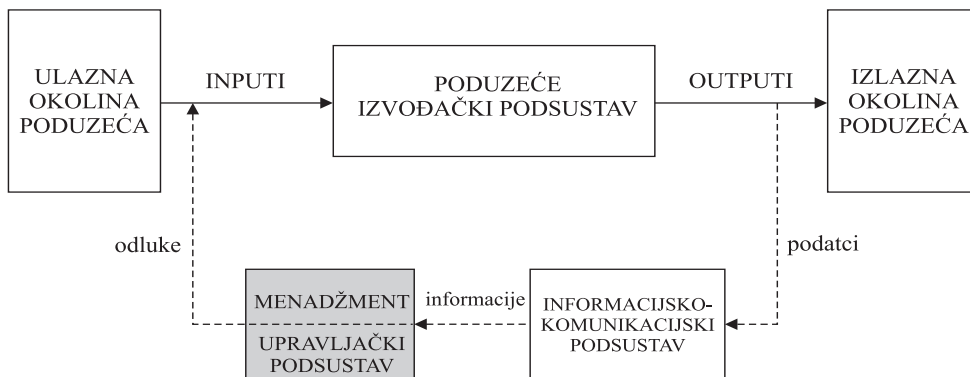 ULAZNA
OKOLINA
PODUZEĆA
INPUTI
PODUZEĆE
IZVOĐAČKI PODSUSTAV
OUTPUTI
IZLAZNA
OKOLINA
PODUZEĆA
odluke
podatci
MENADŽMENT
UPRAVLJAČKI
PODSUSTAV
informacije
INFORMACIJSKO-
KOMUNIKACIJSKI
PODSUSTAV